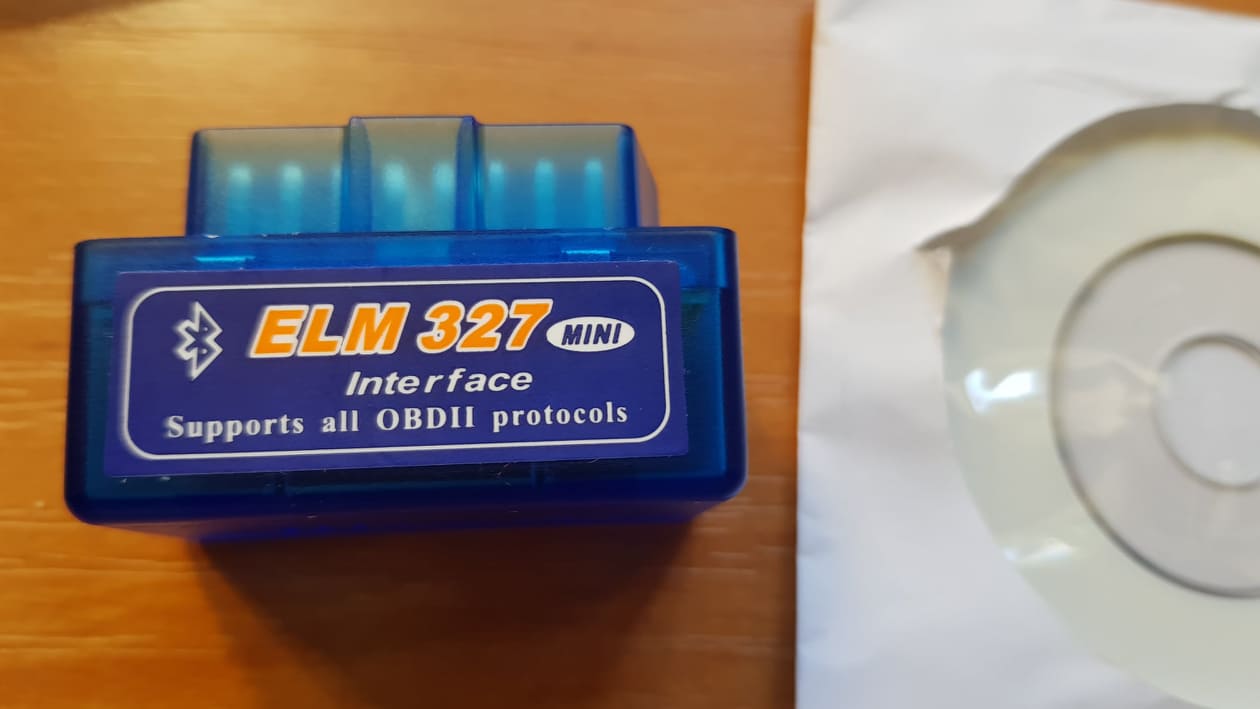 ELM 327 MINI
Interface
Supports all OBDII protocols